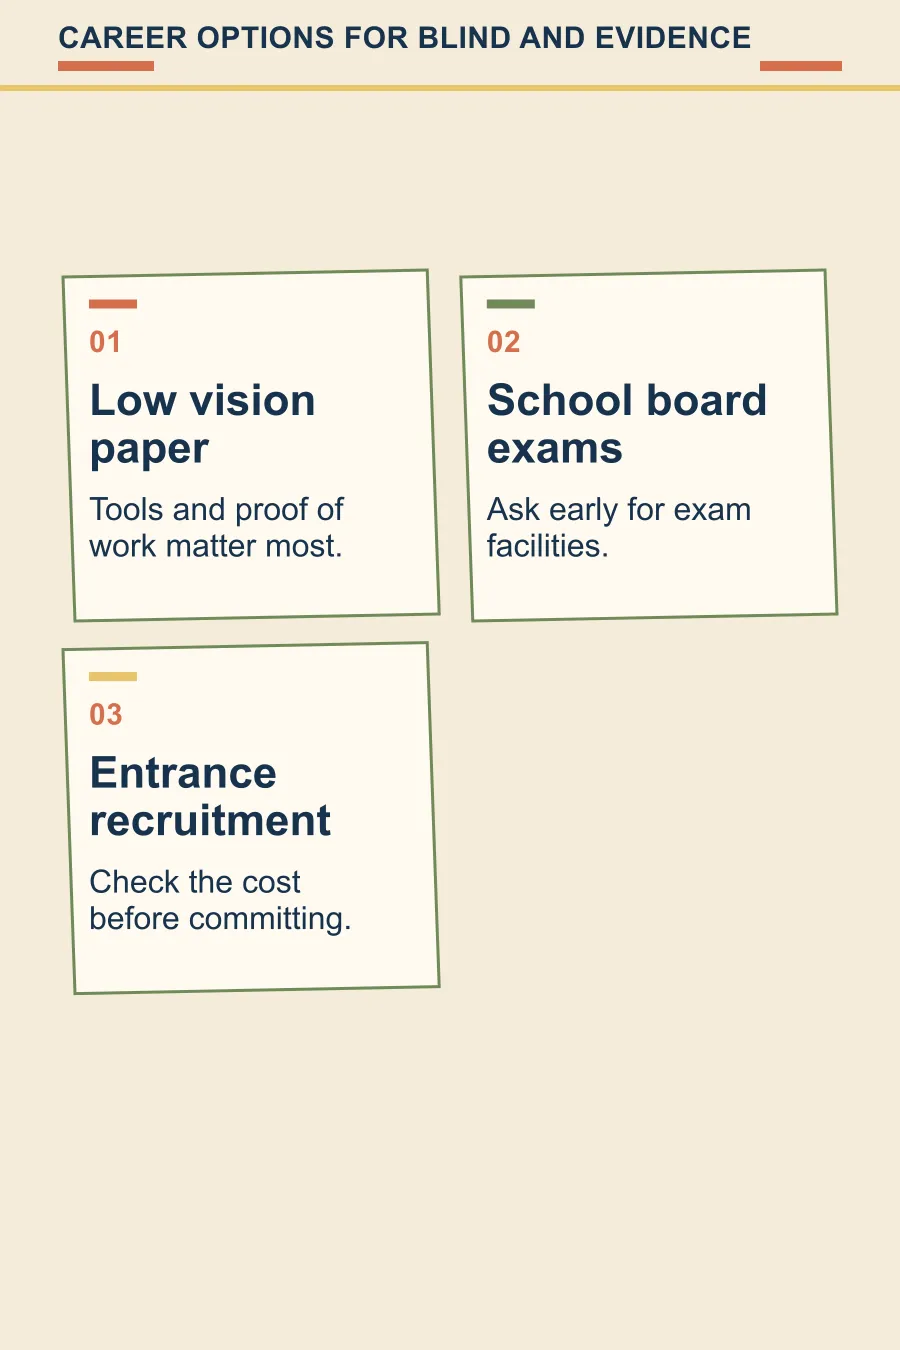 CAREER OPTIONS FOR BLIND AND EVIDENCE
01
Low vision
paper
Tools and proof of
work matter most.
02
School board
exams
Ask early for exam
facilities.
03
Entrance
recruitment
Check the cost
before committing.